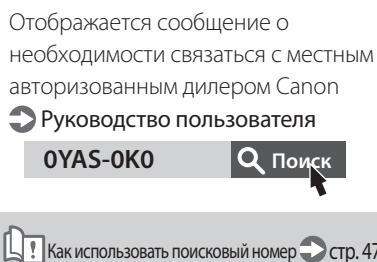 Отображается сообщение о
необходимости связаться с местным
авторизованным дилером Canon
Руководство пользователя
0YAS-0K0 Поиск
Как использовать поисковый номер стр. 47